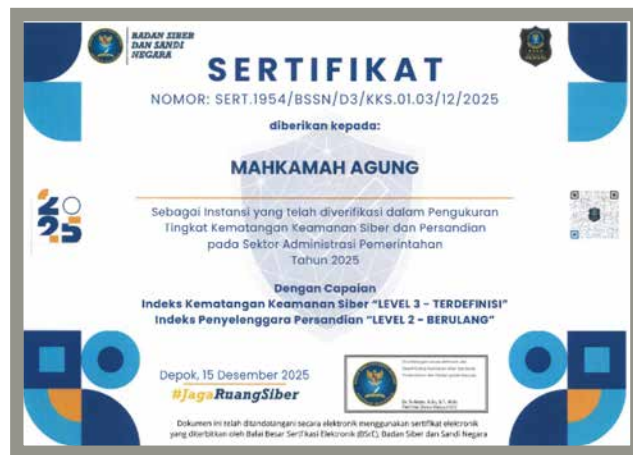 BADAN SIBER
DAN SANDI
NEGARA
SERTIFIKAT
NOMOR: SERT.1954/BSSN/D3/KKS.01.03/12/2025
diberikan kepada:
MAHKAMAH AGUNG
2025
Sebagai Instansi yang telah diverifikasi dalam Pengukuran
Tingkat Kematangan Keamanan Siber dan Persandian
pada Sektor Administrasi Pemerintahan
Tahun 2025
Dengan Capaian
Indeks Kematangan Keamanan Siber "LEVEL 3 - TERDEFINISI"
Indeks Penyelenggara Persandian "LEVEL 2 - BERULANG"
Depok, 15 Desember 2025
#JagaRuangSiber
Dokumen ini telah ditandatangani secara elektronik menggunakan sertifikat elektronik
yang diterbitkan oleh Balai Besar Sertifikasi Elektronik (BSrE), Badan Siber dan Sandi Negara